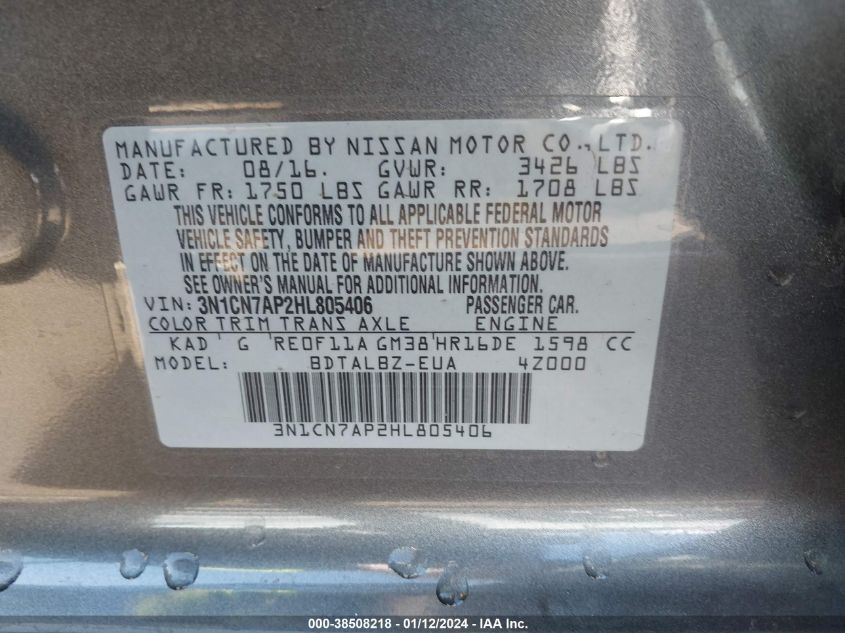 MANUFACTURED BY NISSAN MOTOR CO., LTD.
DATE: 08/16. GVWR: 3426 LBS
GAWR FR: 1750 LBS GAWR RR: 1708 LBS
THIS VEHICLE CONFORMS TO ALL APPLICABLE FEDERAL MOTOR
VEHICLE SAFETY, BUMPER AND THEFT PREVENTION STANDARDS
IN EFFECT ON THE DATE OF MANUFACTURE SHOWN ABOVE.
SEE OWNER'S MANUAL FOR ADDITIONAL INFORMATION.
VIN: 3N1CN7AP2HL805406 PASSENGER CAR.
COLOR TRIM TRANS AXLE ENGINE
KAD G RE0F11A GM38 HR16DE 1598 CC
MODEL: BDTALBZ-EUA 4Z000
3N1CN7AP2HL805406
000-38508218 - 01/12/2024 - IAA Inc.